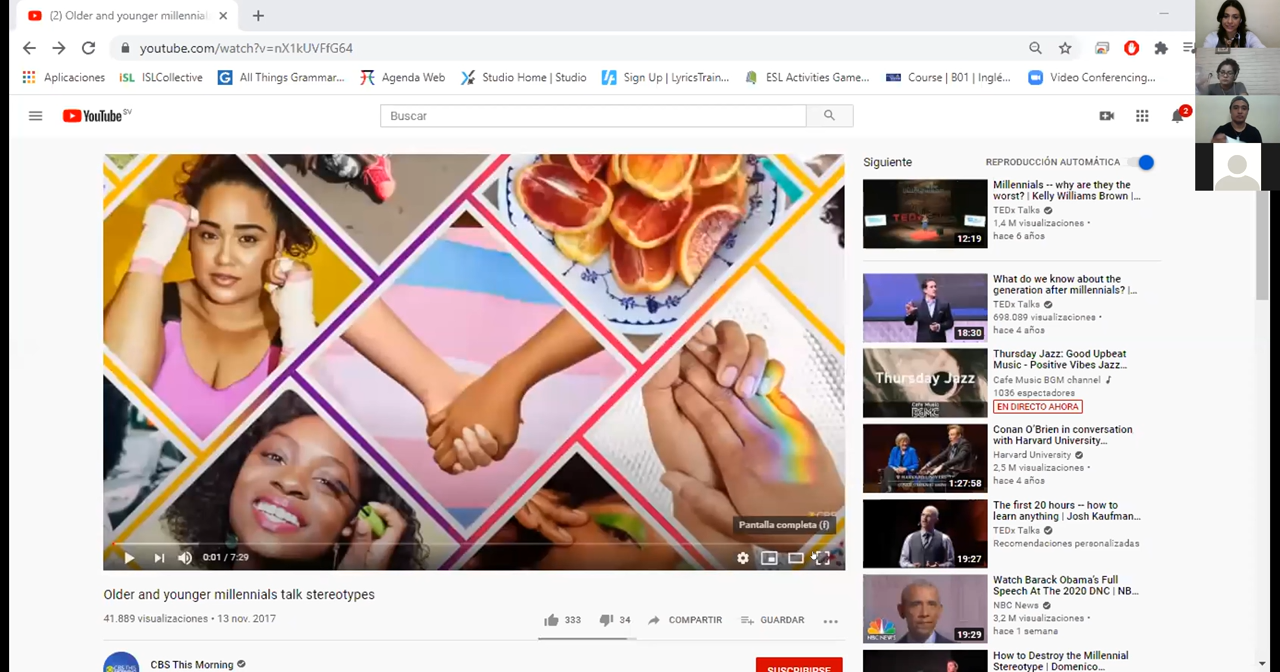 (2) Older and younger millennial
youtube.com/watch?v=nX1kUVFfG64
Aplicaciones iSL ISLCollective G All Things Grammar... Agenda Web Studio Home | Studio Sign Up | LyricsTrain... ESL Activities Game... Course | B01 | Inglé... Video Conferencing...
YouTube SV
Buscar
2
Pantalla completa (f)
0:01 / 7:29
Older and younger millennials talk stereotypes
41.889 visualizaciones • 13 nov. 2017
333 34 COMPARTIR GUARDAR
CBS This Morning
SUSCRIBIRSE
Siguiente REPRODUCCIÓN AUTOMÁTICA
Millennials -- why are they the
worst? | Kelly Williams Brown |...
TEDx Talks
1,4 M visualizaciones •
hace 6 años
12:19
What do we know about the
generation after millennials? |...
TEDx Talks
698.089 visualizaciones •
hace 4 años
18:30
Thursday Jazz: Good Upbeat
Music - Positive Vibes Jazz...
Cafe Music BGM channel
1036 espectadores
EN DIRECTO AHORA
Thursday Jazz
Conan O'Brien in conversation
with Harvard University...
Harvard University
2,5 M visualizaciones •
hace 4 años
1:27:58
The first 20 hours -- how to
learn anything | Josh Kaufman...
TEDx Talks
Recomendaciones personalizadas
19:27
Watch Barack Obama's Full
Speech At The 2020 DNC | NB...
NBC News
3,2 M visualizaciones •
hace 1 semana
NBC NEWS
19:29
How to Destroy the Millennial
Stereotype | Domenico...